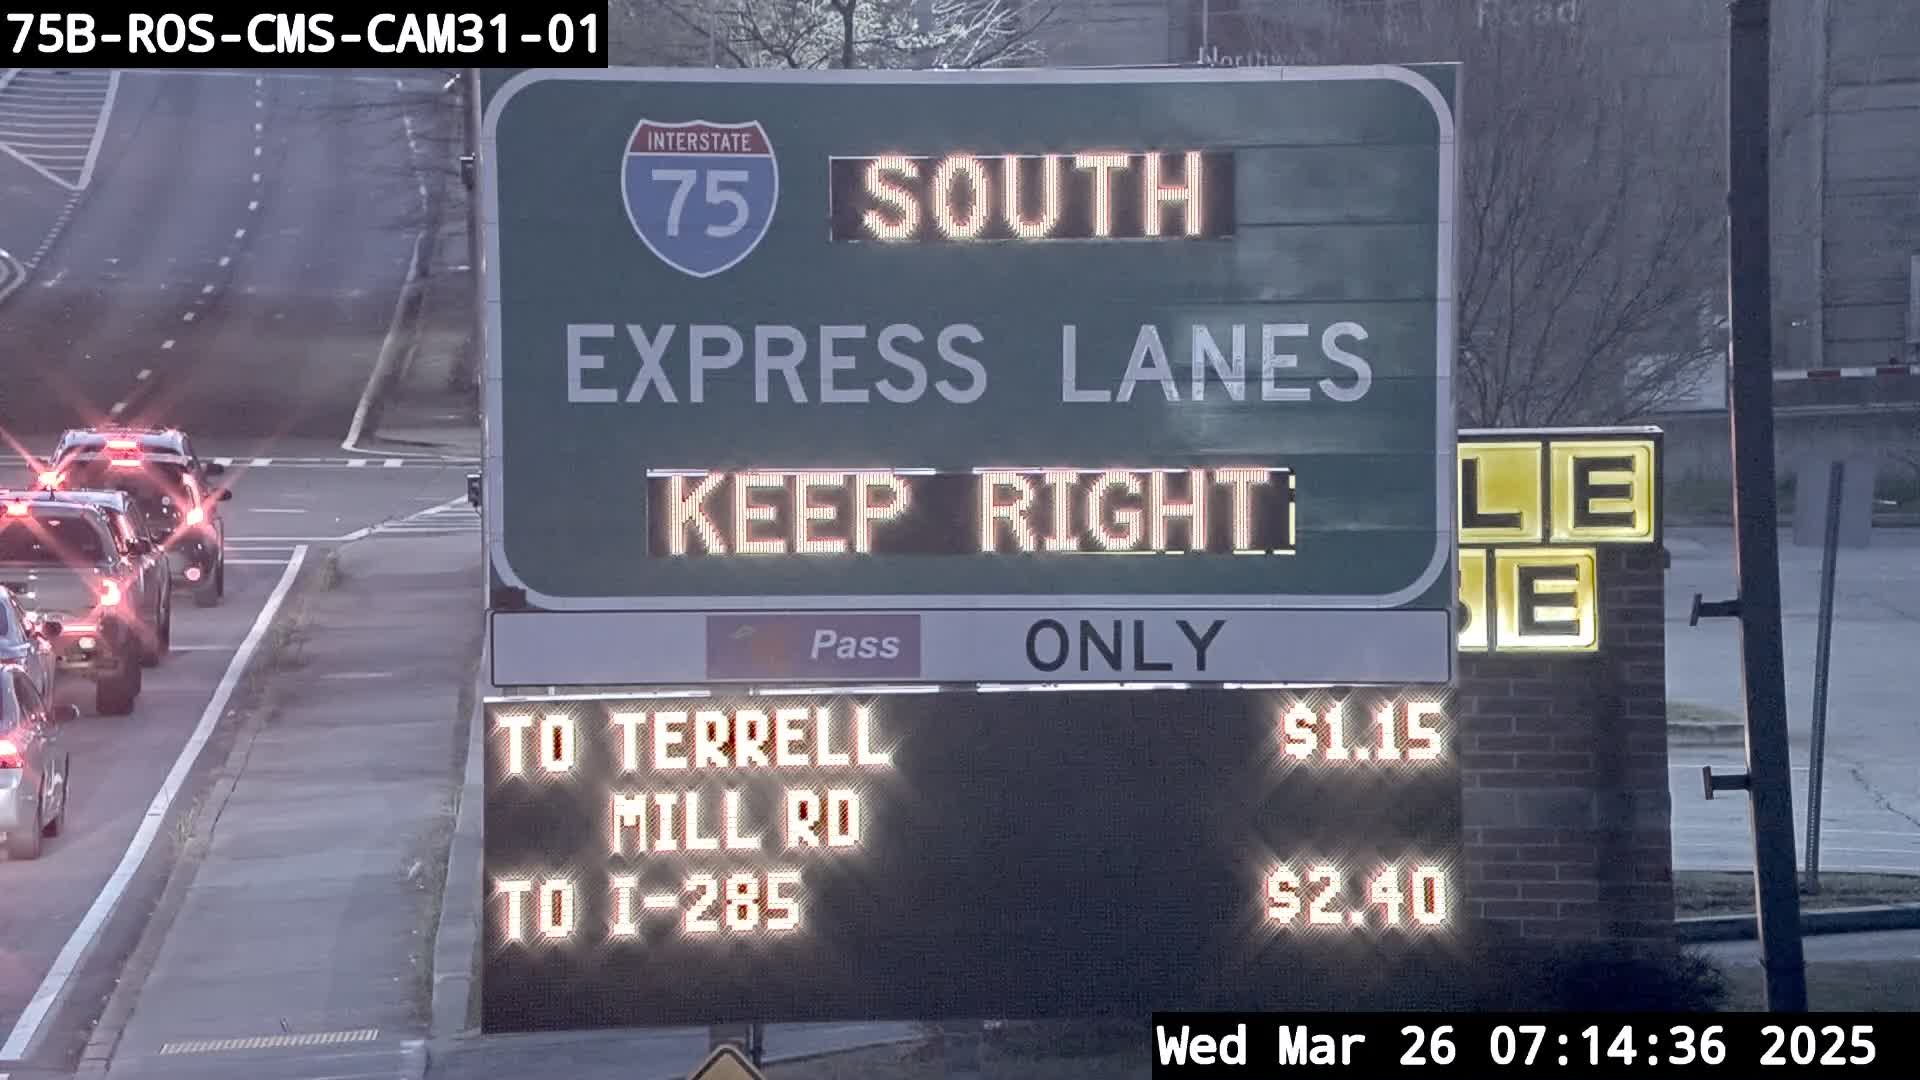 75B-ROS-CMS-CAM31-01
Road
INTERSTATE
75
SOUTH
EXPRESS LANES
KEEP RIGHT
LE
E
Pass ONLY
TO TERRELL $1.15
MILL RD
TO I-285 $2.40
Wed Mar 26 07:14:36 2025